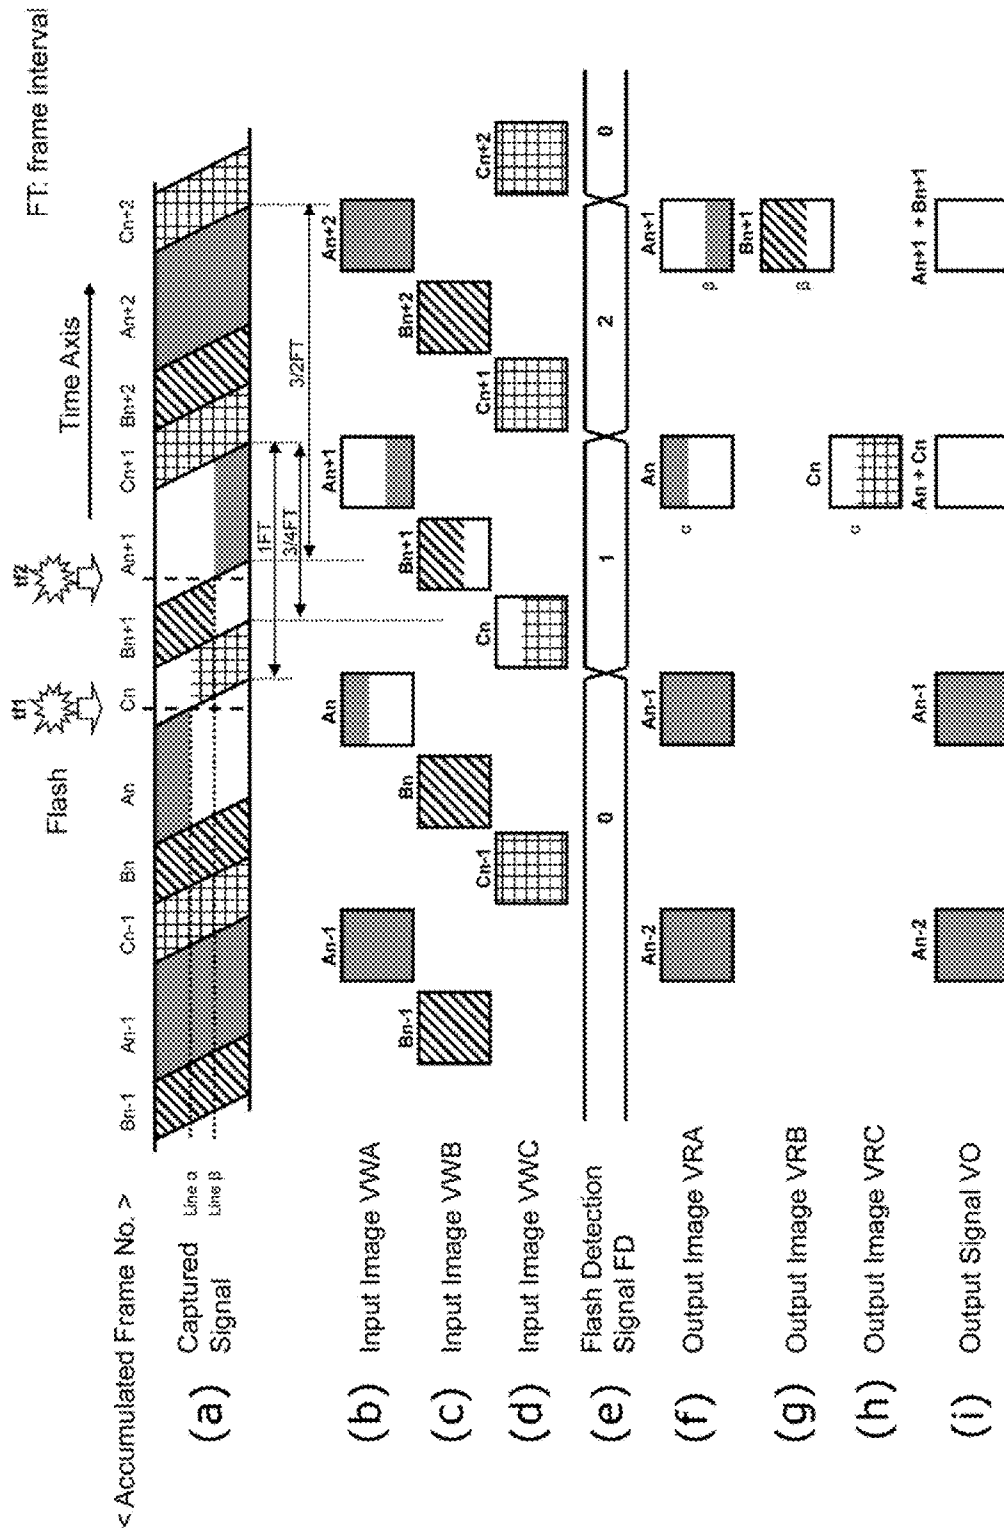 FT: frame interval
Time Axis
Flash
tf1
tf2
< Accumulated Frame No. >
Bn-1 An-1 Cn-1 Bn An Cn Bn+1 An+1 Cn+1 Bn+2 An+2 Cn+2
(a) Captured Signal
Line α
Line β
1FT
3/4FT
3/2FT
(b) Input Image VWA
An-1 An An+1 An+2
(c) Input Image VWB
Bn-1 Bn Bn+1 Bn+2
(d) Input Image VWC
Cn-1 Cn Cn+1 Cn+2
(e) Flash Detection Signal FD
0 1 2 0
(f) Output Image VRA
An-2 An-1 An An+1
α β
(g) Output Image VRB
Bn+1
β
(h) Output Image VRC
Cn
α
(i) Output Signal VO
An-2 An-1 An + Cn An+1 + Bn+1